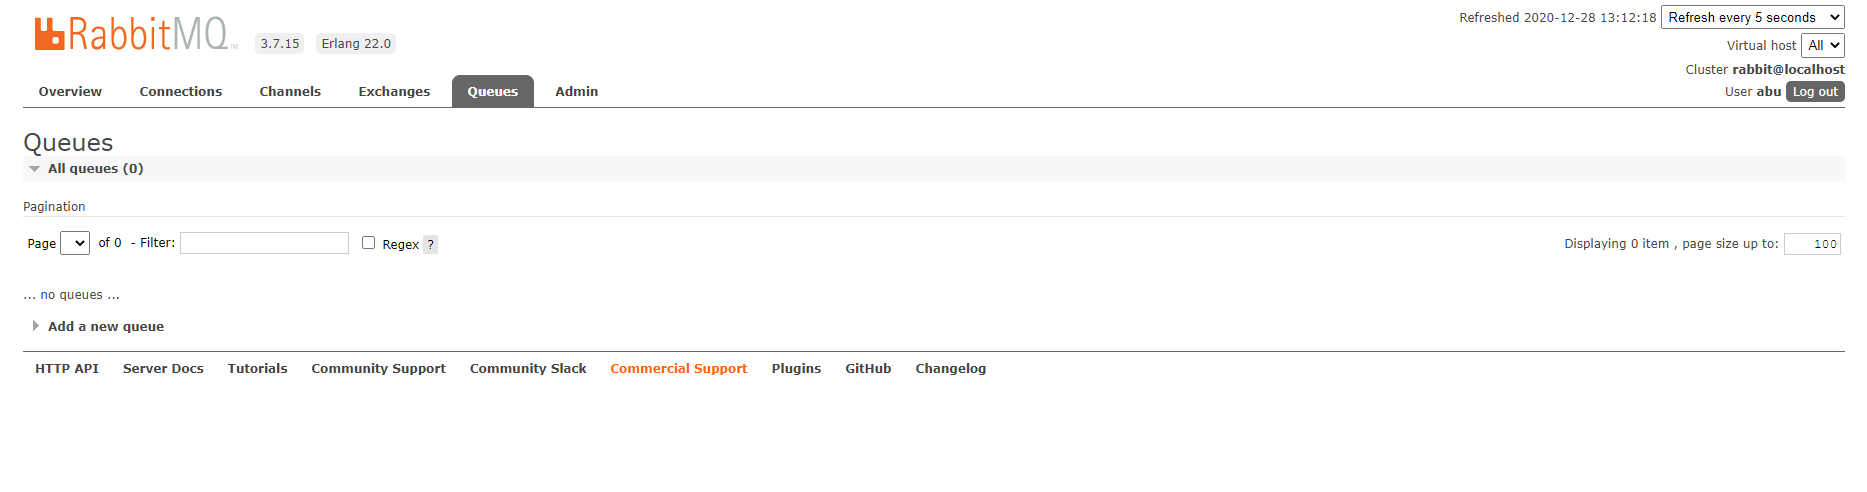 RabbitMQ TM 3.7.15 Erlang 22.0
Refreshed 2020-12-28 13:12:18 Refresh every 5 seconds
Virtual host All
Cluster rabbit@localhost
User abu Log out
Overview Connections Channels Exchanges Queues Admin
Queues
All queues (0)
Pagination
Page of 0 - Filter: Regex ? Displaying 0 item , page size up to: 100
... no queues ...
Add a new queue
HTTP API Server Docs Tutorials Community Support Community Slack Commercial Support Plugins GitHub Changelog